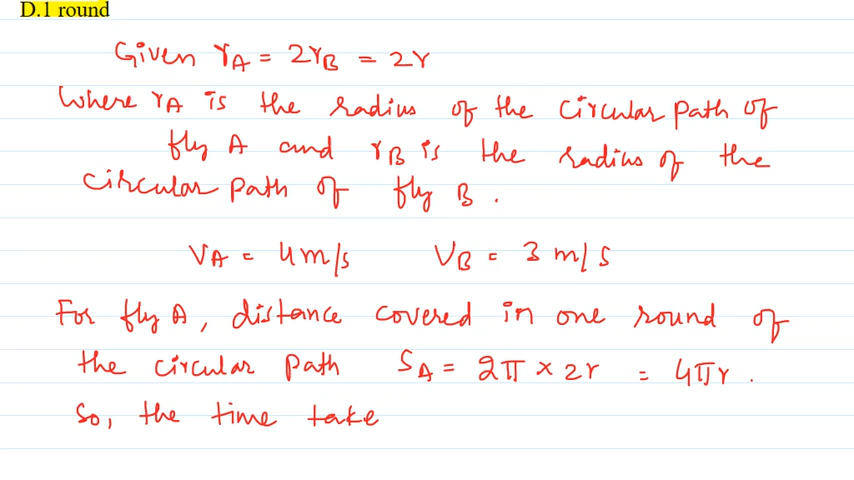 D.1 round
Given rA = 2rB = 2r
Where rA is the radius of the circular path of
fly A and rB is the radius of the
circular path of fly B.
VA = 4m/s VB = 3 m/s
For fly A, distance covered in one round of
the circular path SA = 2π × 2r = 4πr.
So, the time take